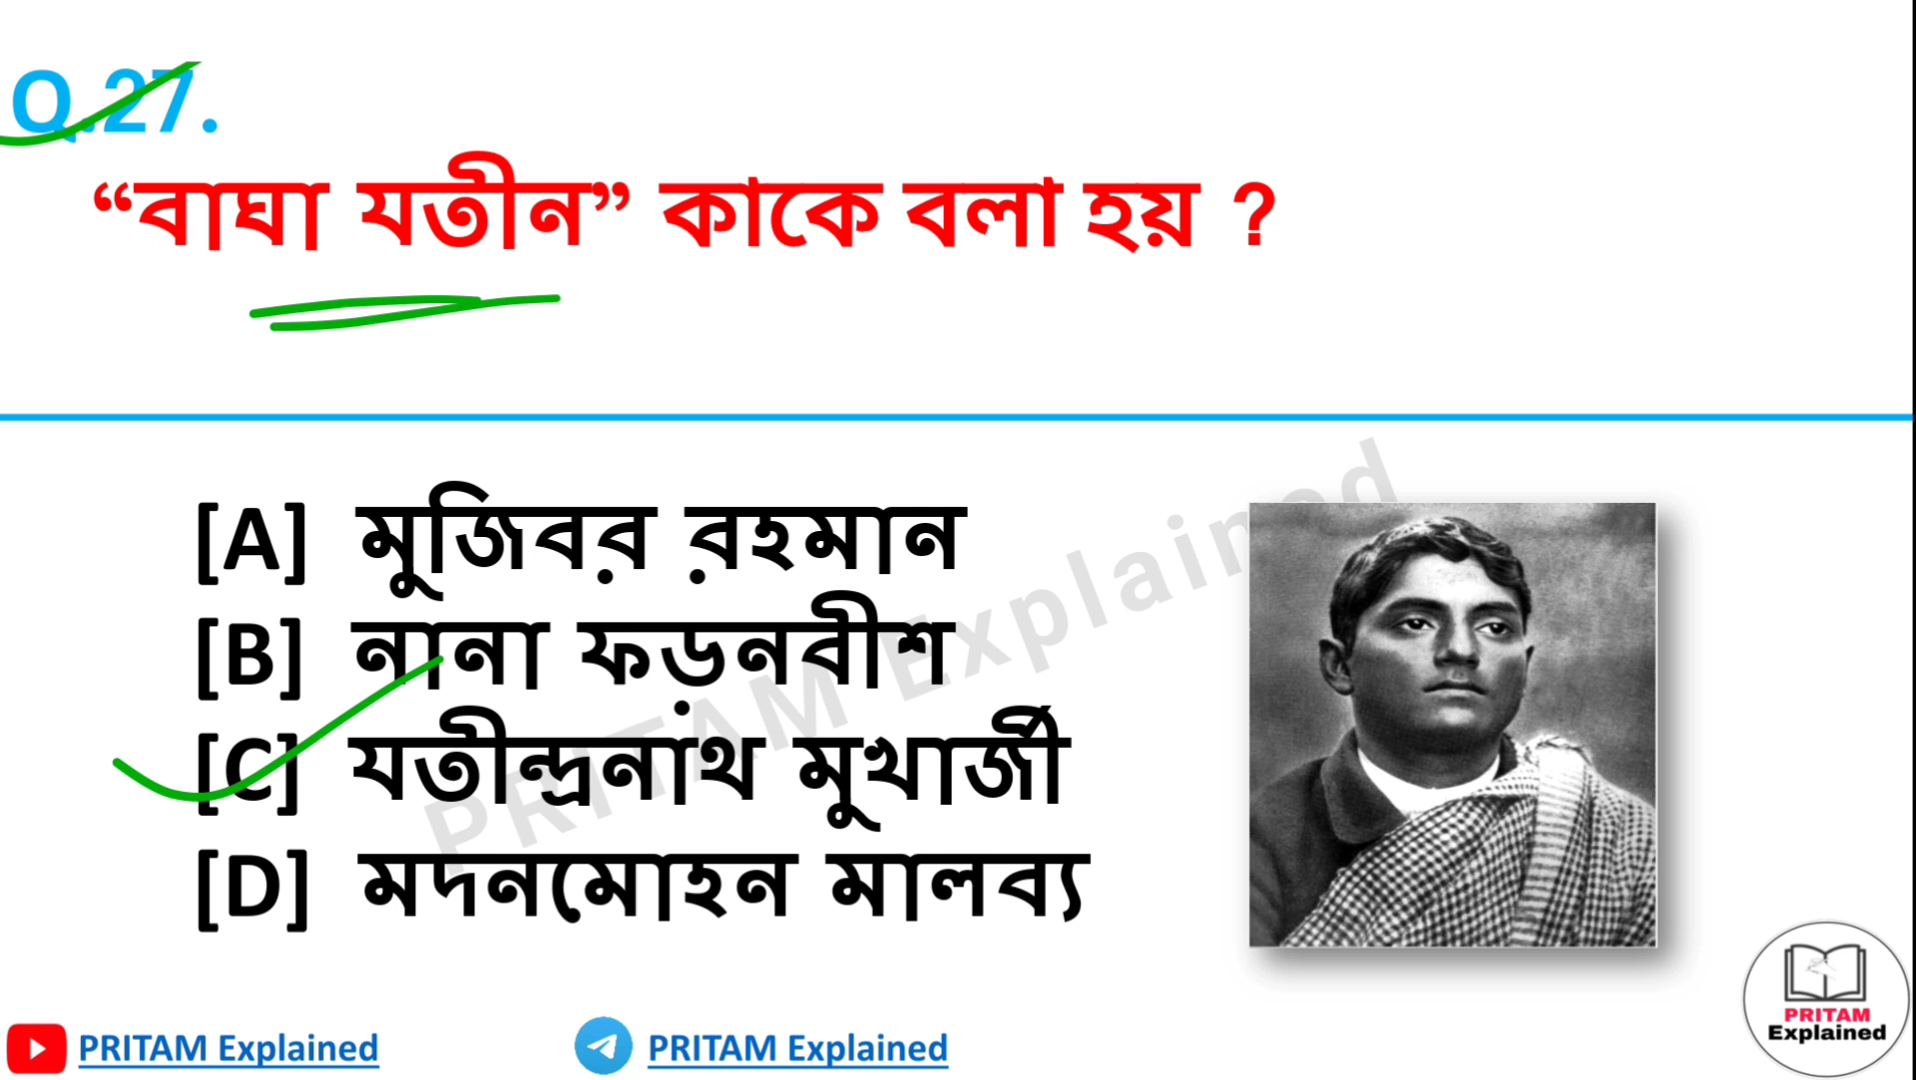 Q.27.
“বাঘা যতীন” কাকে বলা হয় ?
[A] মুজিবর রহমান
[B] নানা ফড়নবীশ
[C] যতীন্দ্রনাথ মুখার্জী
[D] মদনমোহন মালব্য
PRITAM Explained
PRITAM Explained
PRITAM Explained
PRITAM
Explained